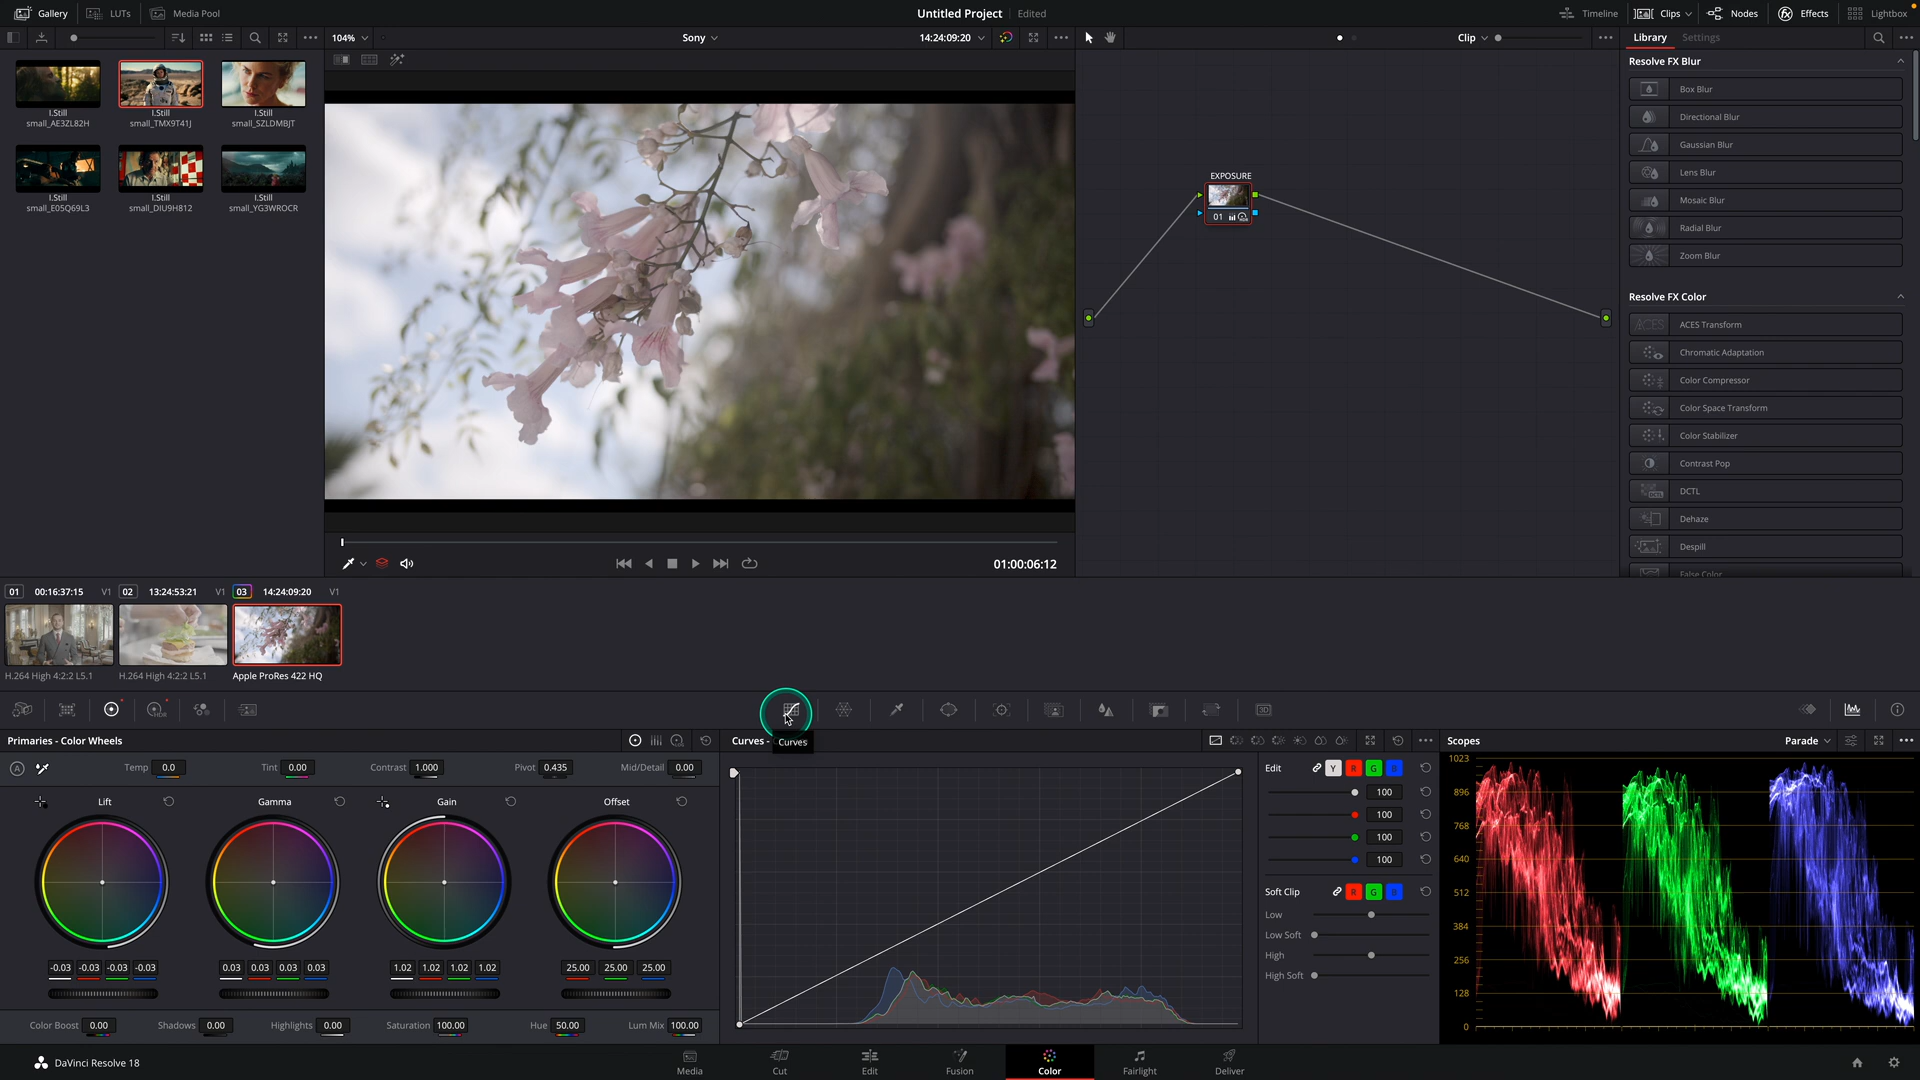 Gallery
LUTs
Media Pool
Untitled Project
Edited
Timeline
Clips
Nodes
Effects
Lightbox
104%
Sony
14:24:09:20
Clip
Library
Settings
I.Still
small_AE3ZL82H
I.Still
small_TMX9T41J
I.Still
small_SZLDMBJT
I.Still
small_E05Q69L3
I.Still
small_DIU9H812
I.Still
small_YG3WROCR
EXPOSURE
01
Resolve FX Blur
Box Blur
Directional Blur
Gaussian Blur
Lens Blur
Mosaic Blur
Radial Blur
Zoom Blur
Resolve FX Color
ACES Transform
Chromatic Adaptation
Color Compressor
Color Space Transform
Color Stabilizer
Contrast Pop
DCTL
Dehaze
Despill
False Color
01:00:06:12
01 00:16:37:15 V1
02 13:24:53:21 V1
03 14:24:09:20 V1
H.264 High 4:2:2 L5.1
H.264 High 4:2:2 L5.1
Apple ProRes 422 HQ
HDR
3D
Primaries - Color Wheels
Curves -
Curves
Scopes
Parade
A
Temp 0.0
Tint 0.00
Contrast 1.000
Pivot 0.435
Mid/Detail 0.00
Lift
Gamma
Gain
Offset
-0.03 -0.03 -0.03 -0.03
0.03 0.03 0.03 0.03
1.02 1.02 1.02 1.02
25.00 25.00 25.00
Color Boost 0.00
Shadows 0.00
Highlights 0.00
Saturation 100.00
Hue 50.00
Lum Mix 100.00
Edit
Y R G B
100
100
100
100
Soft Clip
R G B
Low
Low Soft
High
High Soft
1023
896
768
640
512
384
256
128
0
DaVinci Resolve 18
Media
Cut
Edit
Fusion
Color
Fairlight
Deliver